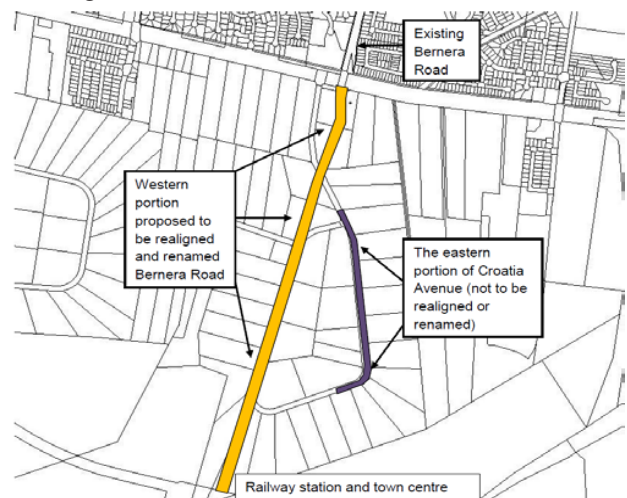 Existing
Bernera
Road
Western
portion
proposed to
be realigned
and renamed
Bernera Road
The eastern
portion of Croatia
Avenue (not to be
realigned or
renamed)
Railway station and town centre